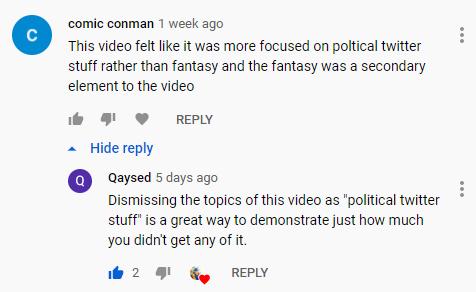 C
comic conman 1 week ago
This video felt like it was more focused on poltical twitter
stuff rather than fantasy and the fantasy was a secondary
element to the video
REPLY
Hide reply
Q
Qaysed 5 days ago
Dismissing the topics of this video as "political twitter
stuff" is a great way to demonstrate just how much
you didn't get any of it.
2 REPLY